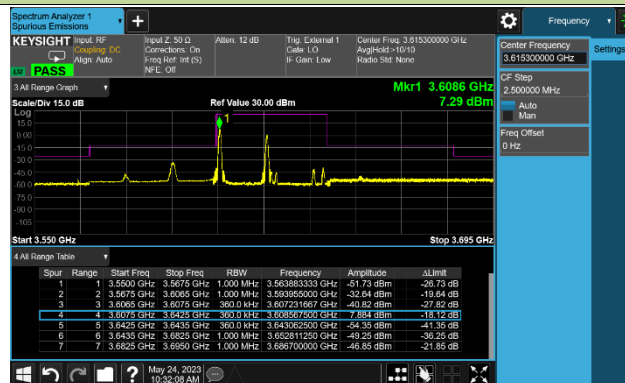 Spectrum Analyzer 1
Spurious Emissions
Frequency
KEYSIGHT
Input: RF
Coupling: DC
Align: Auto
Input Z: 50 Ω
Corrections: On
Freq Ref: Int (S)
NFE: Off
Atten: 12 dB
Trig: External 1
Gate: LO
IF Gain: Low
Center Freq: 3.615300000 GHz
Avg|Hold:>10/10
Radio Std: None
PASS
Center Frequency
3.615300000 GHz
Settings
CF Step
2.500000 MHz
Auto
Man
Freq Offset
0 Hz
3 All Range Graph
Mkr1 3.6086 GHz
7.29 dBm
Scale/Div 15.0 dB
Ref Value 30.00 dBm
Log
15.0
0.00
-15.0
-30.0
-45.0
-60.0
-75.0
-90.0
-105
1
Start 3.550 GHz
Stop 3.695 GHz
4 All Range Table
Spur Range Start Freq Stop Freq RBW Frequency Amplitude ΔLimit
1 1 3.5500 GHz 3.5675 GHz 1.000 MHz 3.563883333 GHz -51.73 dBm -26.73 dB
2 2 3.5675 GHz 3.6065 GHz 1.000 MHz 3.593955000 GHz -32.64 dBm -19.64 dB
3 3 3.6065 GHz 3.6075 GHz 360.0 kHz 3.607231667 GHz -40.82 dBm -27.82 dB
4 4 3.6075 GHz 3.6425 GHz 360.0 kHz 3.608567500 GHz 7.884 dBm -18.12 dB
5 5 3.6425 GHz 3.6435 GHz 360.0 kHz 3.643062500 GHz -54.35 dBm -41.35 dB
6 6 3.6435 GHz 3.6825 GHz 1.000 MHz 3.652811250 GHz -49.25 dBm -36.25 dB
7 7 3.6825 GHz 3.6950 GHz 1.000 MHz 3.686700000 GHz -46.85 dBm -21.85 dB
May 24, 2023
10:32:08 AM